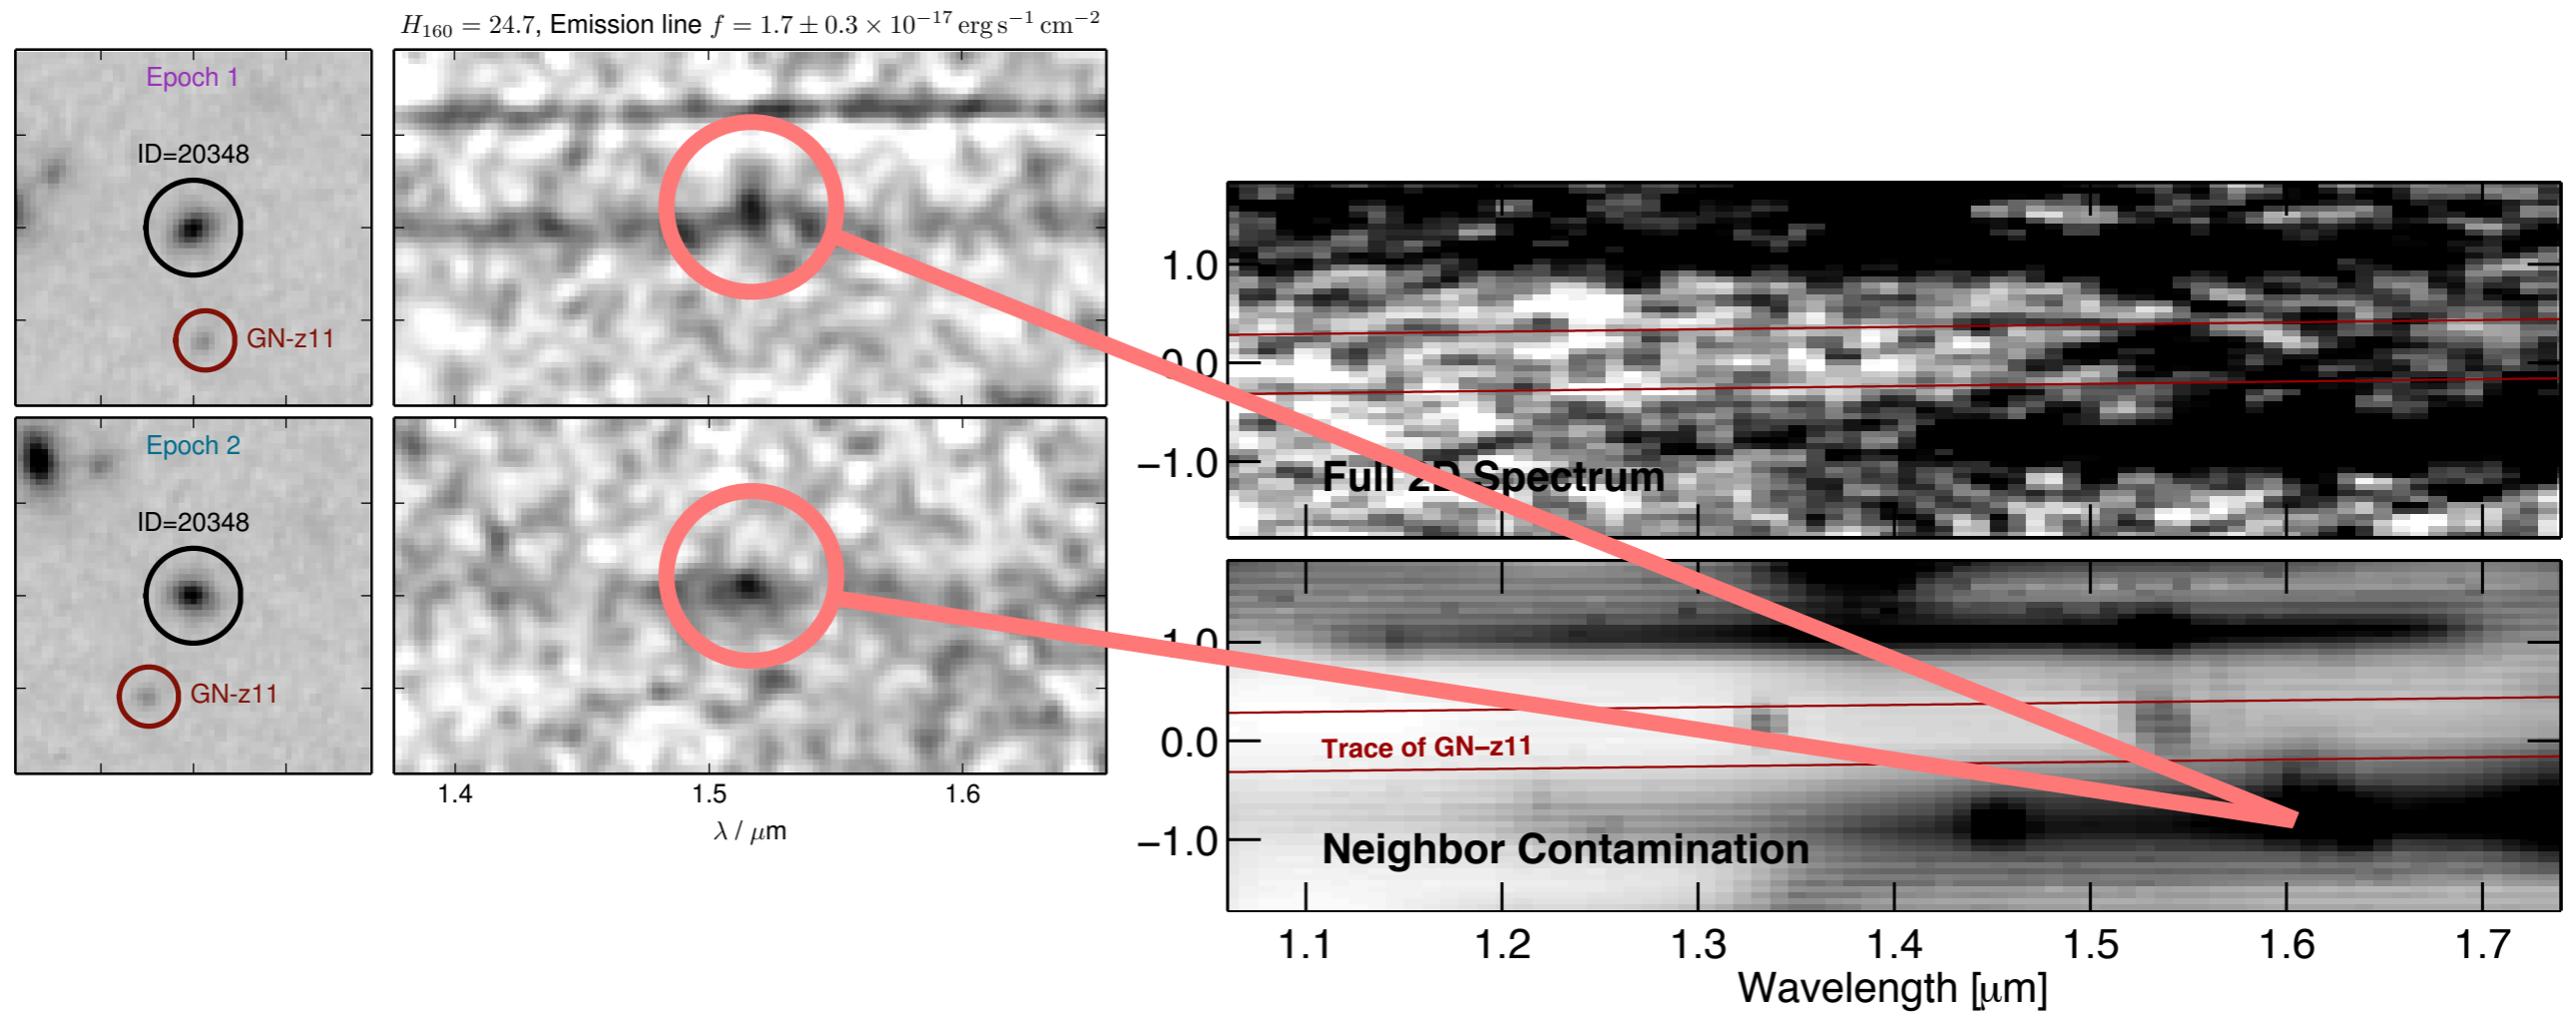 H₁₆₀ = 24.7, Emission line f = 1.7 ± 0.3 × 10⁻¹⁷ erg s⁻¹ cm⁻²
Epoch 1
ID=20348
GN-z11
Epoch 2
ID=20348
GN-z11
1.4 1.5 1.6
λ / μm
1.0
0.0
−1.0
Full 2D Spectrum
1.0
0.0
−1.0
Trace of GN–z11
Neighbor Contamination
1.1 1.2 1.3 1.4 1.5 1.6 1.7
Wavelength [μm]